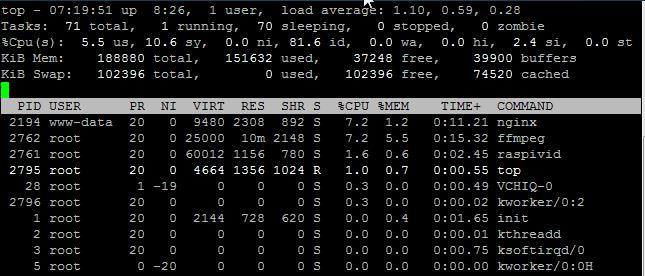 top - 07:19:51 up  8:26,  1 user,  load average: 1.10, 0.59, 0.28
Tasks:  71 total,   1 running,  70 sleeping,   0 stopped,   0 zombie
%Cpu(s):  5.5 us, 10.6 sy,  0.0 ni, 81.6 id,  0.0 wa,  0.0 hi,  2.4 si,  0.0 st
KiB Mem:    188880 total,   151632 used,    37248 free,    39900 buffers
KiB Swap:   102396 total,        0 used,   102396 free,    74520 cached
PID USER      PR  NI  VIRT  RES  SHR S  %CPU %MEM    TIME+  COMMAND
2194 www-data  20   0  9480 2308  892 S   7.2  1.2   0:11.21 nginx
2762 root      20   0 25000  10m 2148 S   7.2  5.5   0:15.32 ffmpeg
2761 root      20   0 60012 1156  780 S   1.6  0.6   0:02.45 raspivid
2795 root      20   0  4664 1356 1024 R   1.0  0.7   0:00.55 top
28 root       1 -19     0    0    0 S   0.3  0.0   0:00.49 VCHIQ-0
2796 root      20   0     0    0    0 S   0.3  0.0   0:00.02 kworker/0:2
1 root      20   0  2144  728  620 S   0.0  0.4   0:01.65 init
2 root      20   0     0    0    0 S   0.0  0.0   0:00.01 kthreadd
3 root      20   0     0    0    0 S   0.0  0.0   0:00.75 ksoftirqd/0
5 root       0 -20     0    0    0 S   0.0  0.0   0:00.00 kworker/0:0H